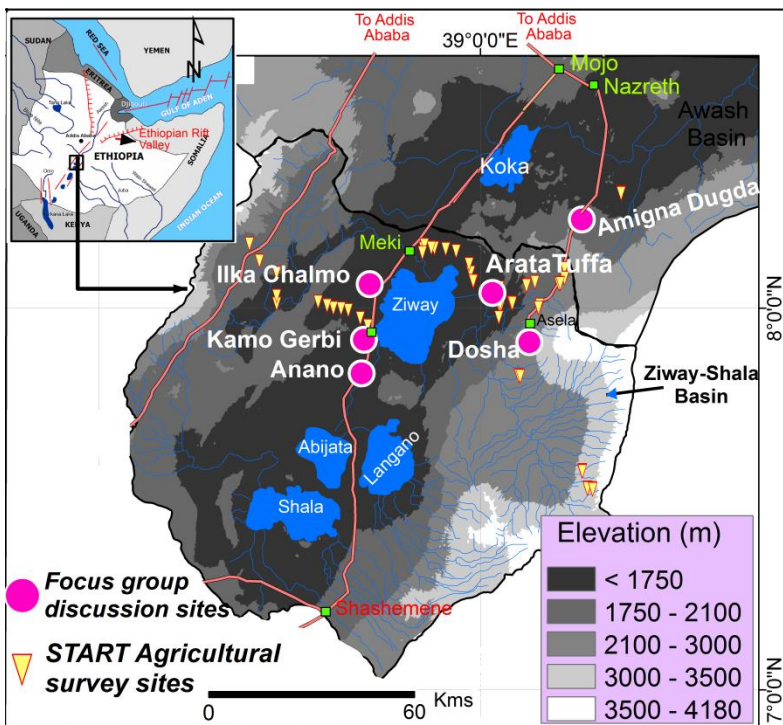 SUDAN
RED SEA
YEMEN
N
ERITREA
Djibouti
GULF OF ADEN
Tana Lake
Addis Ababa
Ethiopian Rift
Valley
ETHIOPIA
SOMALIA
Omo
UGANDA
KENYA
INDIAN OCEAN
To Addis
Ababa
39°0'0"E
To Addis
Ababa
Mojo
Nazreth
Awash
Basin
Koka
Amigna Dugda
Meki
Ilka Chalmo
ArataTuffa
Ziway
8°0'0"N
Asela
Kamo Gerbi
Dosha
Anano
Ziway-Shala
Basin
Abijata
Langano
Shala
Shashemene
Focus group
discussion sites
START Agricultural
survey sites
0
60
Kms
Elevation (m)
< 1750
1750 - 2100
2100 - 3000
3000 - 3500
3500 - 4180
7°0'0"N